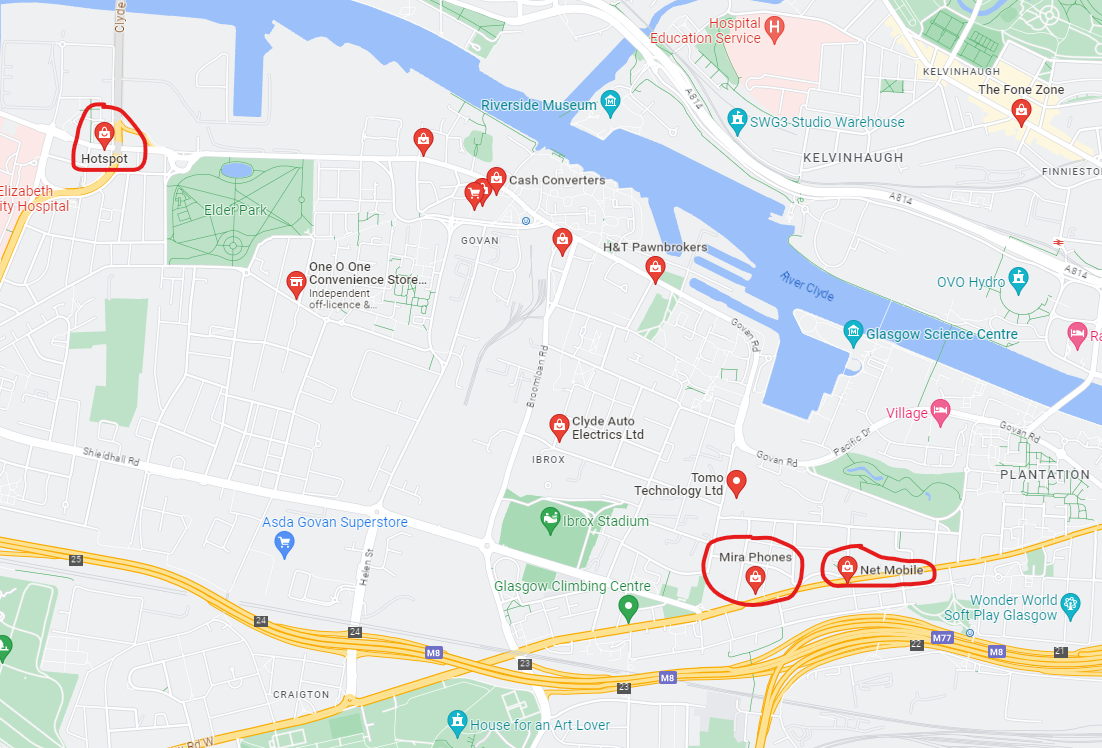 Clyde
Hospital
Education Service
KELVINHAUGH
The Fone Zone
A814
Riverside Museum
SWG3 Studio Warehouse
Hotspot
KELVINHAUGH
FINNIESTO
Cash Converters
Elizabeth
ity Hospital
Elder Park
A814
GOVAN
H&T Pawnbrokers
A814
One O One
Convenience Store...
Independent
off-licence &...
River Clyde
OVO Hydro
Govan Rd
Glasgow Science Centre
Ra
Broomloan Rd
Village
Clyde Auto
Electrics Ltd
Govan Rd
Pacific Dr
Shieldhall Rd
IBROX
Govan Rd
PLANTATION
Tomo
Technology Ltd
Asda Govan Superstore
Ibrox Stadium
25
Helen St
Mira Phones
Net Mobile
Glasgow Climbing Centre
Wonder World
Soft Play Glasgow
24
24
M8
23
M77
22
M8
21
M8
23
CRAIGTON
House for an Art Lover
Rd W